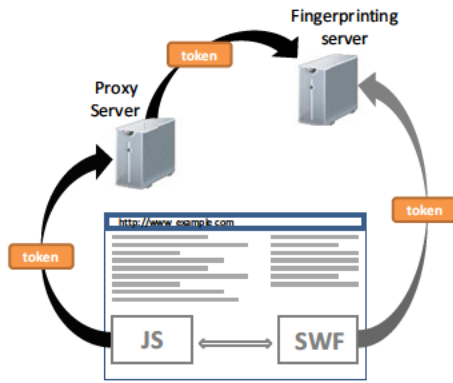 Fingerprinting
server
token
Proxy
Server
http://www example com
token
token
JS
SWF